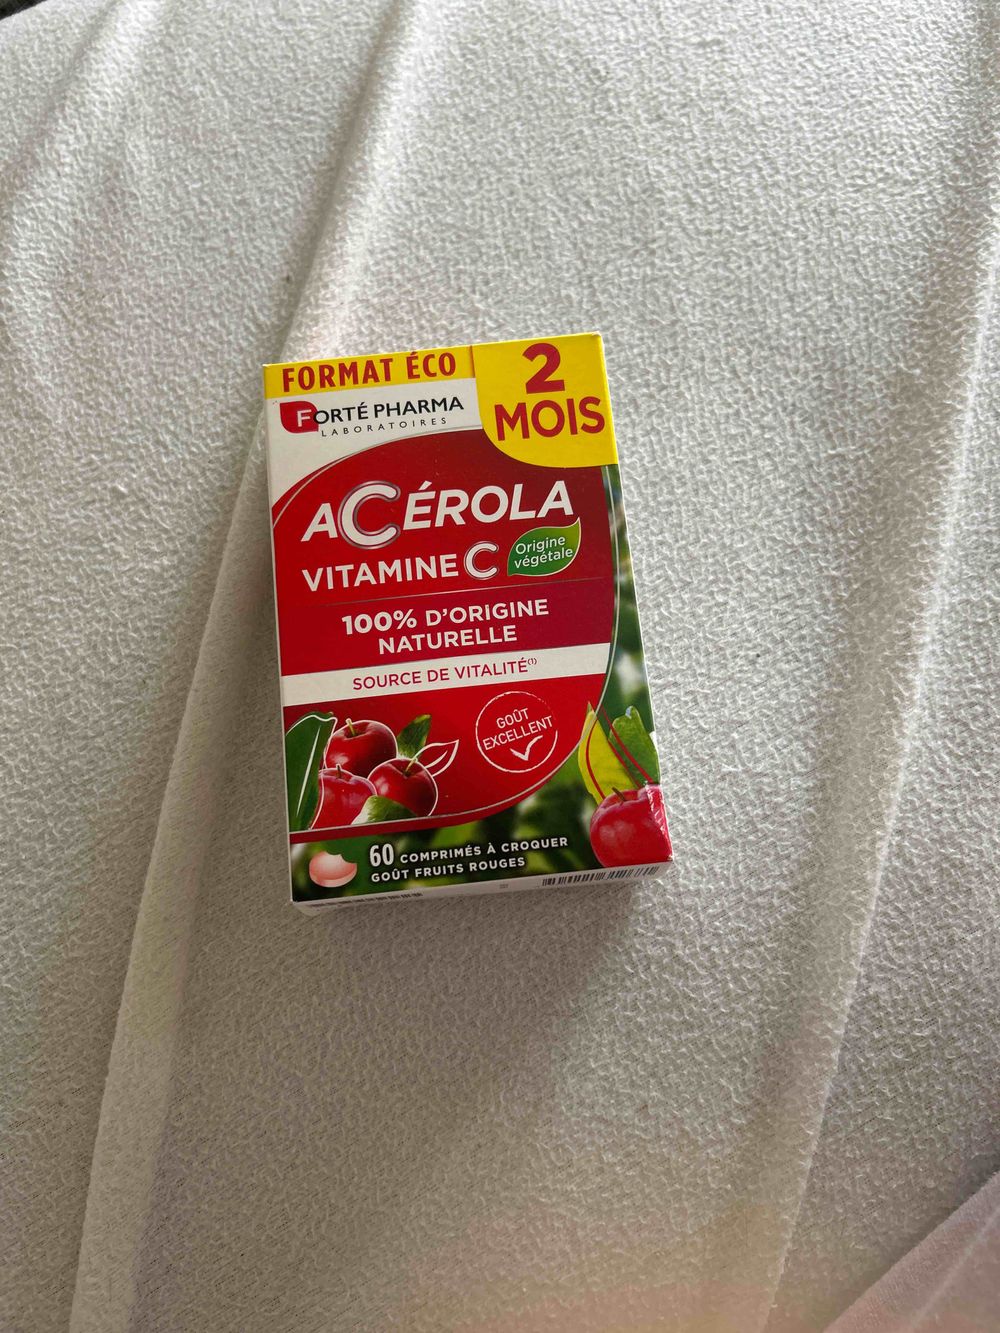 FORMAT ÉCO
2
MOIS
FORTÉ PHARMA
LABORATOIRES
ACÉROLA
VITAMINE C
Origine
végétale
100% D'ORIGINE
NATURELLE
SOURCE DE VITALITÉ(1)
GOÛT
EXCELLENT
60 COMPRIMÉS À CROQUER
GOÛT FRUITS ROUGES